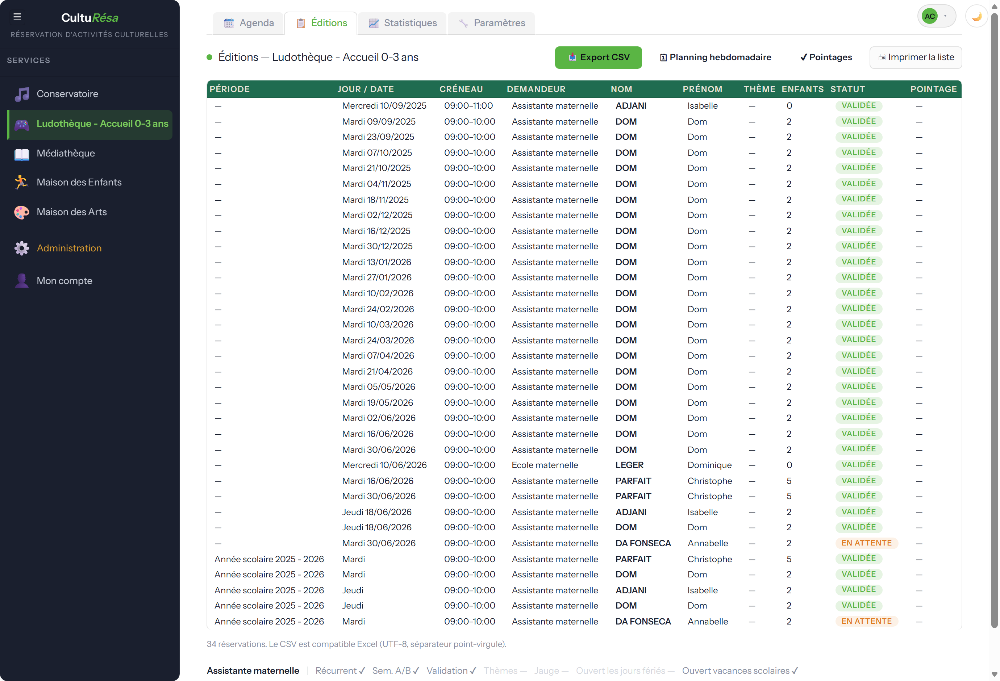 ☰ CultuRésa
RÉSERVATION D'ACTIVITÉS CULTURELLES
SERVICES
Conservatoire
Ludothèque - Accueil 0-3 ans
Médiathèque
Maison des Enfants
Maison des Arts
Administration
Mon compte
Agenda Éditions Statistiques Paramètres
AC
Éditions — Ludothèque - Accueil 0-3 ans Export CSV Planning hebdomadaire ✓ Pointages Imprimer la liste
PÉRIODE JOUR / DATE CRÉNEAU DEMANDEUR NOM PRÉNOM THÈME ENFANTS STATUT POINTAGE
— Mercredi 10/09/2025 09:00–11:00 Assistante maternelle ADJANI Isabelle — 0 VALIDÉE —
— Mardi 09/09/2025 09:00–10:00 Assistante maternelle DOM Dom — 2 VALIDÉE —
— Mardi 23/09/2025 09:00–10:00 Assistante maternelle DOM Dom — 2 VALIDÉE —
— Mardi 07/10/2025 09:00–10:00 Assistante maternelle DOM Dom — 2 VALIDÉE —
— Mardi 21/10/2025 09:00–10:00 Assistante maternelle DOM Dom — 2 VALIDÉE —
— Mardi 04/11/2025 09:00–10:00 Assistante maternelle DOM Dom — 2 VALIDÉE —
— Mardi 18/11/2025 09:00–10:00 Assistante maternelle DOM Dom — 2 VALIDÉE —
— Mardi 02/12/2025 09:00–10:00 Assistante maternelle DOM Dom — 2 VALIDÉE —
— Mardi 16/12/2025 09:00–10:00 Assistante maternelle DOM Dom — 2 VALIDÉE —
— Mardi 30/12/2025 09:00–10:00 Assistante maternelle DOM Dom — 2 VALIDÉE —
— Mardi 13/01/2026 09:00–10:00 Assistante maternelle DOM Dom — 2 VALIDÉE —
— Mardi 27/01/2026 09:00–10:00 Assistante maternelle DOM Dom — 2 VALIDÉE —
— Mardi 10/02/2026 09:00–10:00 Assistante maternelle DOM Dom — 2 VALIDÉE —
— Mardi 24/02/2026 09:00–10:00 Assistante maternelle DOM Dom — 2 VALIDÉE —
— Mardi 10/03/2026 09:00–10:00 Assistante maternelle DOM Dom — 2 VALIDÉE —
— Mardi 24/03/2026 09:00–10:00 Assistante maternelle DOM Dom — 2 VALIDÉE —
— Mardi 07/04/2026 09:00–10:00 Assistante maternelle DOM Dom — 2 VALIDÉE —
— Mardi 21/04/2026 09:00–10:00 Assistante maternelle DOM Dom — 2 VALIDÉE —
— Mardi 05/05/2026 09:00–10:00 Assistante maternelle DOM Dom — 2 VALIDÉE —
— Mardi 19/05/2026 09:00–10:00 Assistante maternelle DOM Dom — 2 VALIDÉE —
— Mardi 02/06/2026 09:00–10:00 Assistante maternelle DOM Dom — 2 VALIDÉE —
— Mardi 16/06/2026 09:00–10:00 Assistante maternelle DOM Dom — 2 VALIDÉE —
— Mardi 30/06/2026 09:00–10:00 Assistante maternelle DOM Dom — 2 VALIDÉE —
— Mercredi 10/06/2026 09:00–10:00 Ecole maternelle LEGER Dominique — 0 VALIDÉE —
— Mardi 16/06/2026 09:00–10:00 Assistante maternelle PARFAIT Christophe — 5 VALIDÉE —
— Mardi 30/06/2026 09:00–10:00 Assistante maternelle PARFAIT Christophe — 5 VALIDÉE —
— Jeudi 18/06/2026 09:00–10:00 Assistante maternelle ADJANI Isabelle — 2 VALIDÉE —
— Jeudi 18/06/2026 09:00–10:00 Assistante maternelle DOM Dom — 2 VALIDÉE —
— Mardi 30/06/2026 09:00–10:00 Assistante maternelle DA FONSECA Annabelle — 2 EN ATTENTE —
Année scolaire 2025 - 2026 Mardi 09:00–10:00 Assistante maternelle PARFAIT Christophe — 5 VALIDÉE —
Année scolaire 2025 - 2026 Mardi 09:00–10:00 Assistante maternelle DOM Dom — 2 VALIDÉE —
Année scolaire 2025 - 2026 Jeudi 09:00–10:00 Assistante maternelle ADJANI Isabelle — 2 VALIDÉE —
Année scolaire 2025 - 2026 Jeudi 09:00–10:00 Assistante maternelle DOM Dom — 2 VALIDÉE —
Année scolaire 2025 - 2026 Mardi 09:00–10:00 Assistante maternelle DA FONSECA Annabelle — 2 EN ATTENTE —
34 réservations. Le CSV est compatible Excel (UTF-8, séparateur point-virgule).
Assistante maternelle Récurrent ✓ Sem. A/B ✓ Validation ✓ Thèmes — Jauge — Ouvert les jours fériés — Ouvert vacances scolaires ✓